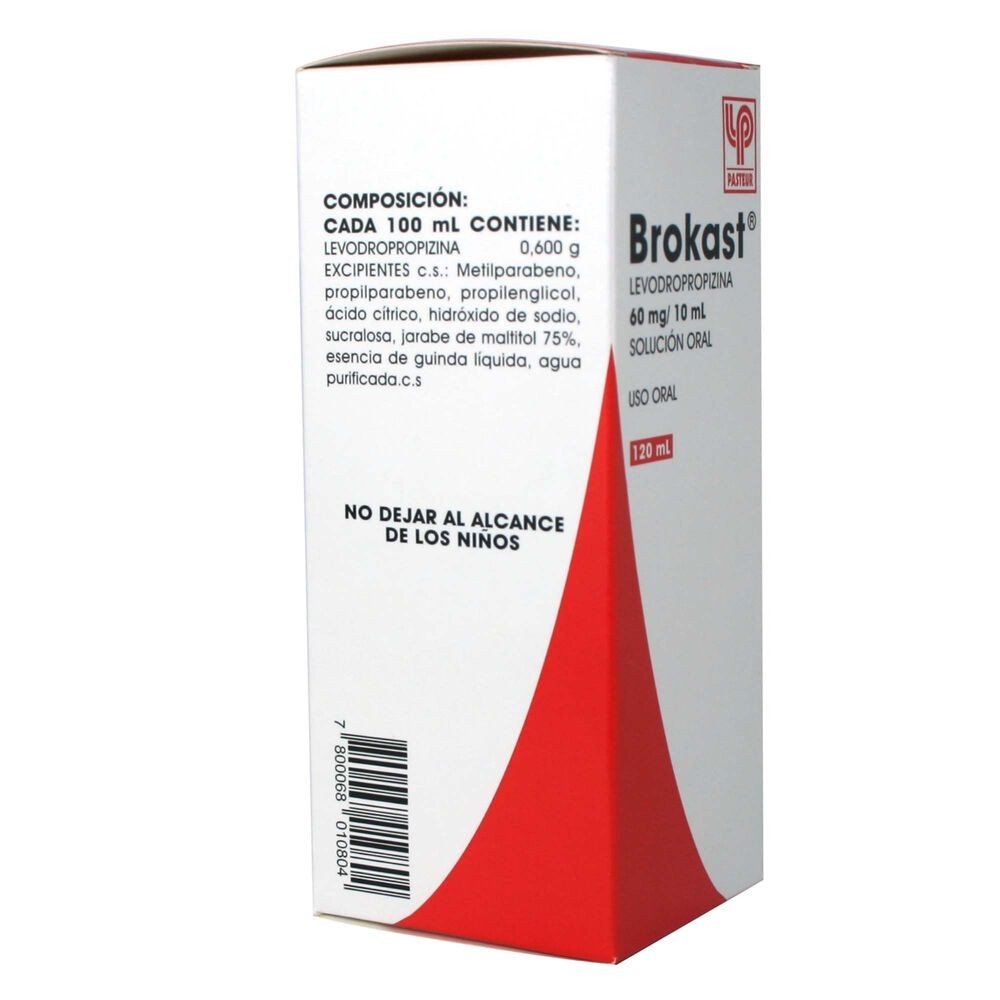 COMPOSICIÓN:
CADA 100 mL CONTIENE:
LEVODROPROPIZINA 0,600 g
EXCIPIENTES c.s.: Metilparabeno,
propilparabeno, propilenglicol,
ácido cítrico, hidróxido de sodio,
sucralosa, jarabe de maltitol 75%,
esencia de guinda líquida, agua
purificada.c.s
NO DEJAR AL ALCANCE
DE LOS NIÑOS
7 800068 010804
LP
PASTEUR
Brokast®
LEVODROPROPIZINA
60 mg/ 10 mL
SOLUCIÓN ORAL
USO ORAL
120 mL